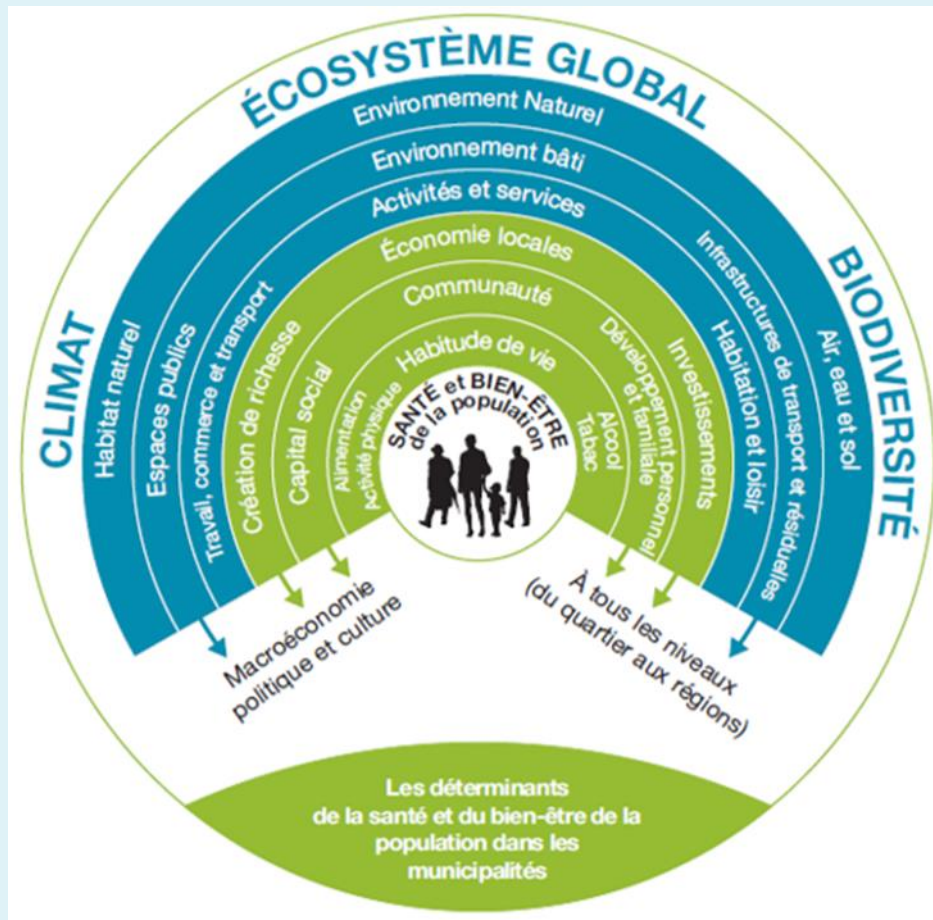 ÉCOSYSTÈME GLOBAL
CLIMAT
BIODIVERSITÉ
Environnement Naturel
Habitat naturel
Air, eau et sol
Environnement bâti
Espaces publics
Infrastructures de transport et résiduelles
Activités et services
Travail, commerce et transport
Habitation et loisir
Économie locales
Création de richesse
Investissements
Communauté
Capital social
Développement personnel
et familiale
Habitude de vie
Alimentation
Activité physique
Alcool
Tabac
SANTÉ et BIEN-ÊTRE
de la population
Macroéconomie
politique et culture
À tous les niveaux
(du quartier aux régions)
Les déterminants
de la santé et du bien-être de la
population dans les
municipalités